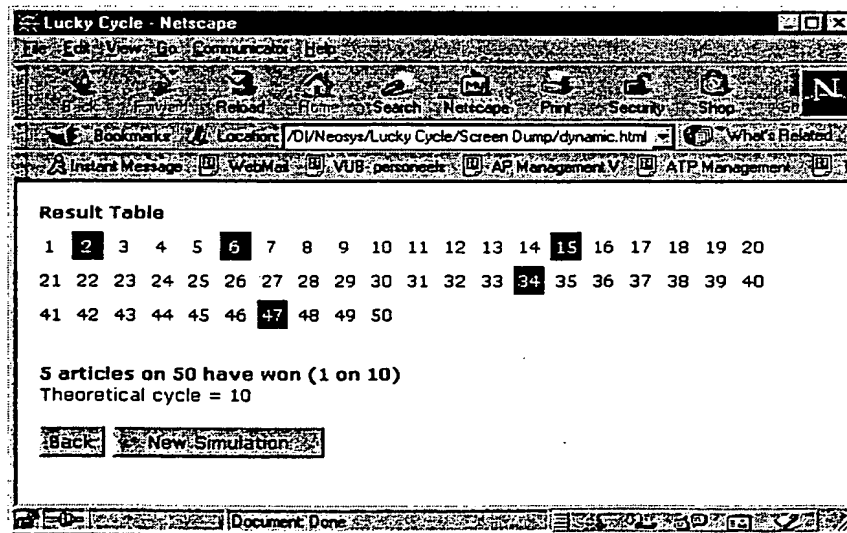 Lucky Cycle - Netscape
File Edit View Go Communicator Help
Back Forward Reload Home Search Netscape Print Security Shop
Bookmarks Location: /DI/Neosys/Lucky Cycle/Screen Dump/dynamic.html What's Related
Instant Message WebMail VUB-personeels AP Management V ATP Management
Result Table
1 2 3 4 5 6 7 8 9 10 11 12 13 14 15 16 17 18 19 20
21 22 23 24 25 26 27 28 29 30 31 32 33 34 35 36 37 38 39 40
41 42 43 44 45 46 47 48 49 50
5 articles on 50 have won (1 on 10)
Theoretical cycle = 10
Back New Simulation
Document: Done